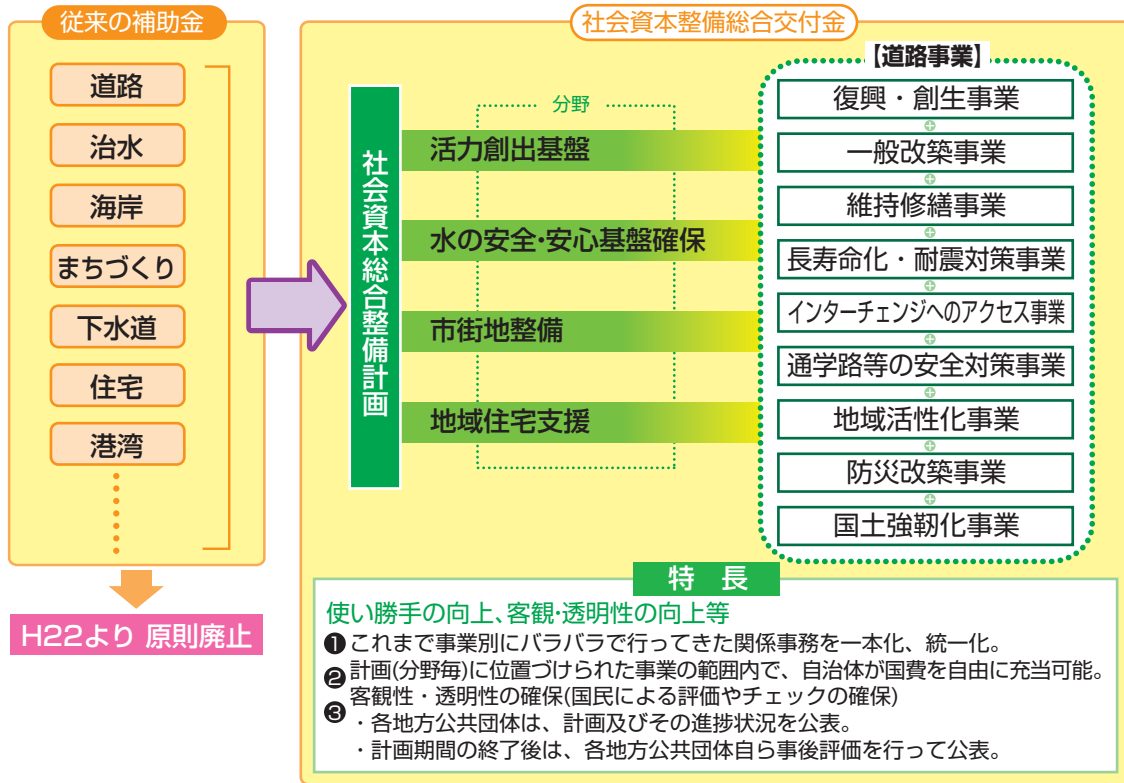 従来の補助金
道路
治水
海岸
まちづくり
下水道
住宅
港湾
H22より 原則廃止
社会資本整備総合交付金
社会資本総合整備計画
分野
活力創出基盤
水の安全・安心基盤確保
市街地整備
地域住宅支援
【道路事業】
復興・創生事業
+
一般改築事業
+
維持修繕事業
+
長寿命化・耐震対策事業
+
インターチェンジへのアクセス事業
+
通学路等の安全対策事業
+
地域活性化事業
+
防災改築事業
+
国土強靭化事業
特 長
使い勝手の向上、客観・透明性の向上等
❶ これまで事業別にバラバラで行ってきた関係事務を一本化、統一化。
❷ 計画(分野毎)に位置づけられた事業の範囲内で、自治体が国費を自由に充当可能。
❸ 客観性・透明性の確保(国民による評価やチェックの確保)
・各地方公共団体は、計画及びその進捗状況を公表。
・計画期間の終了後は、各地方公共団体自ら事後評価を行って公表。